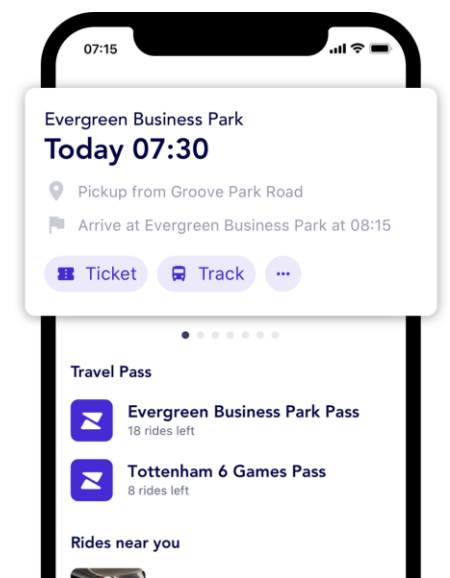 07:15
Evergreen Business Park
Today 07:30
Pickup from Groove Park Road
Arrive at Evergreen Business Park at 08:15
Ticket
Track
Travel Pass
Evergreen Business Park Pass
18 rides left
Tottenham 6 Games Pass
8 rides left
Rides near you